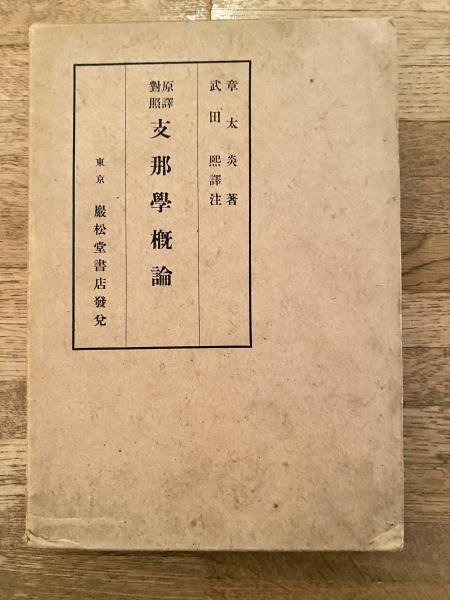 章太炎著
武田熙譯注
原譯
對照
支那學概論
東京 巖松堂書店發兌